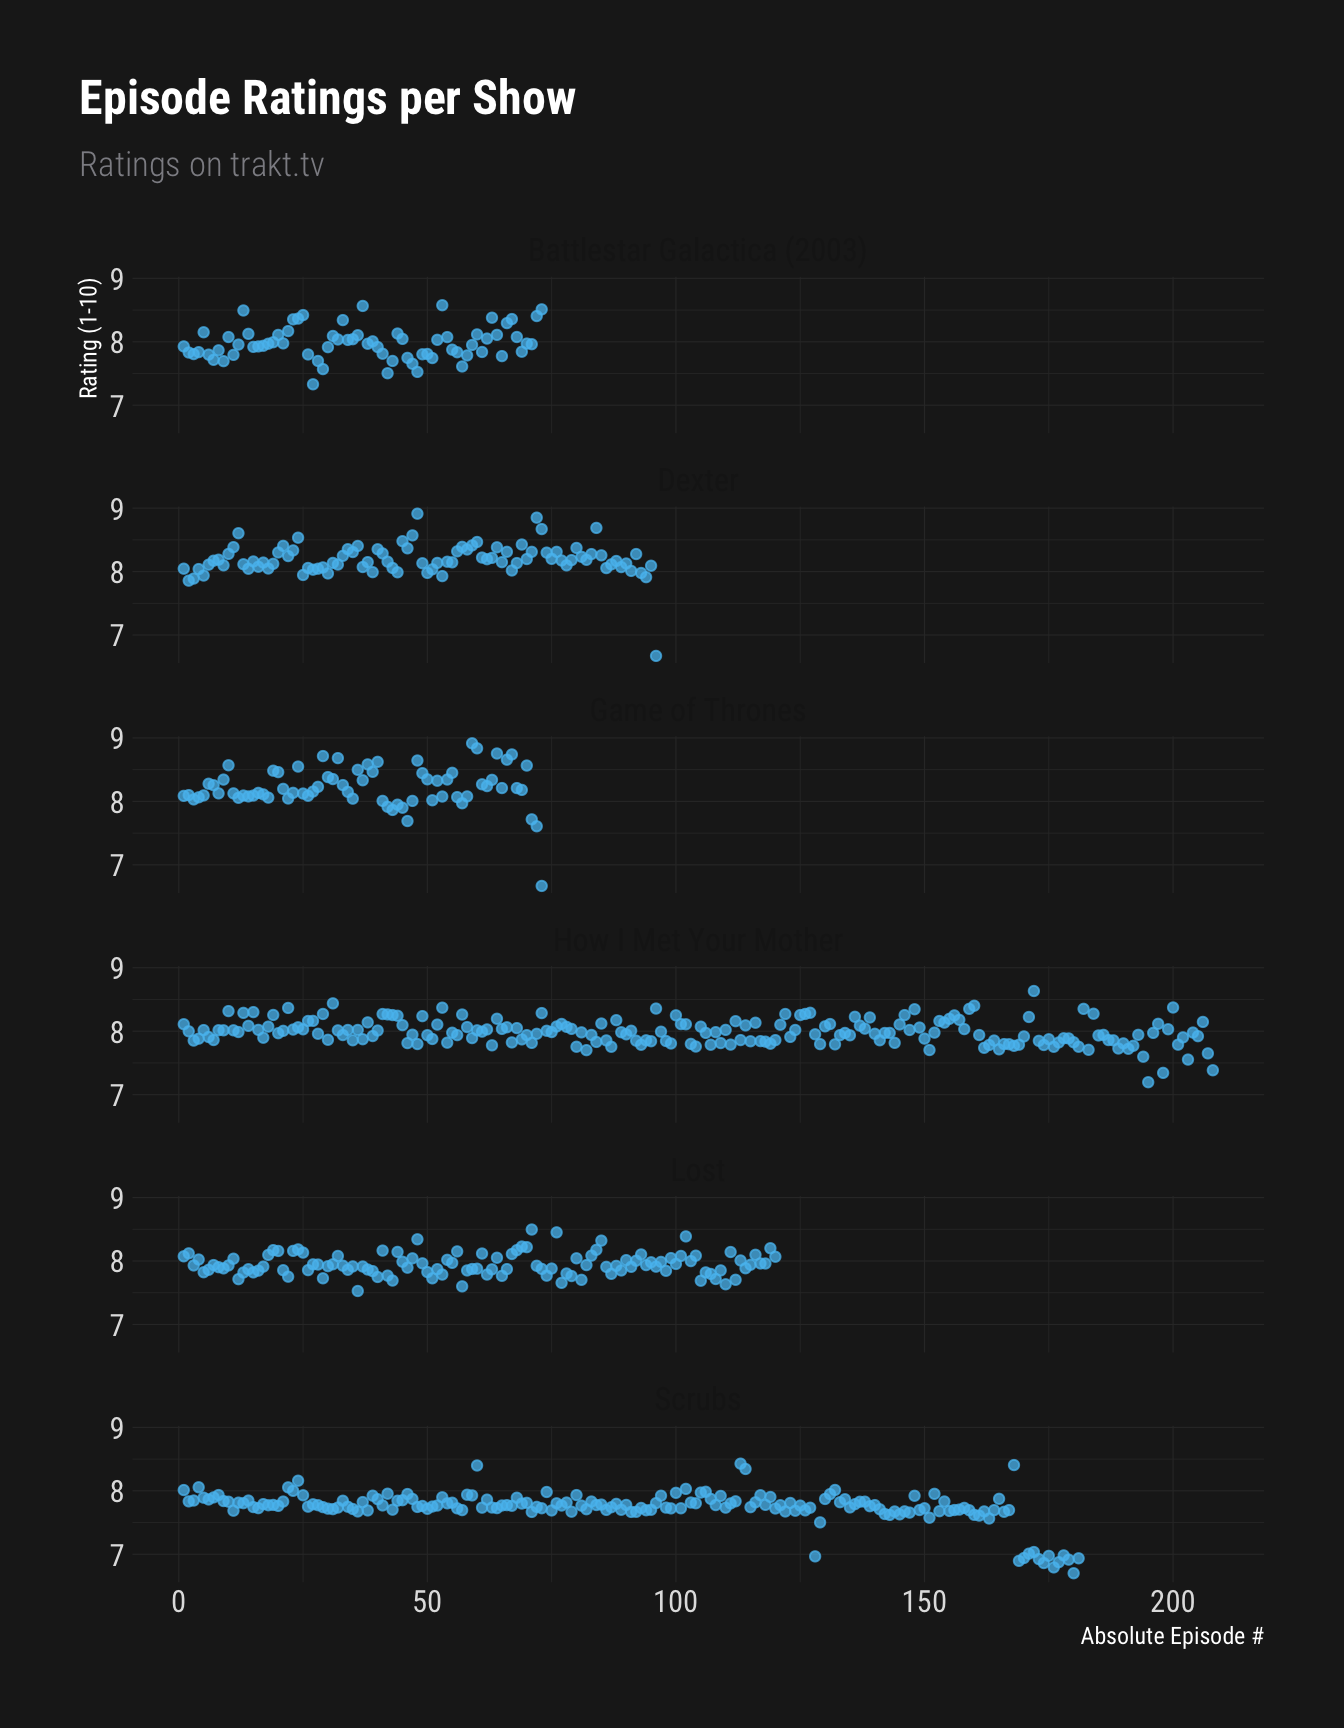 Episode Ratings per Show
Ratings on trakt.tv
Battlestar Galactica (2003)
Rating (1-10)
9
8
7
Dexter
9
8
7
Game of Thrones
9
8
7
How I Met Your Mother
9
8
7
Lost
9
8
7
Scrubs
9
8
7
0 50 100 150 200
Absolute Episode #